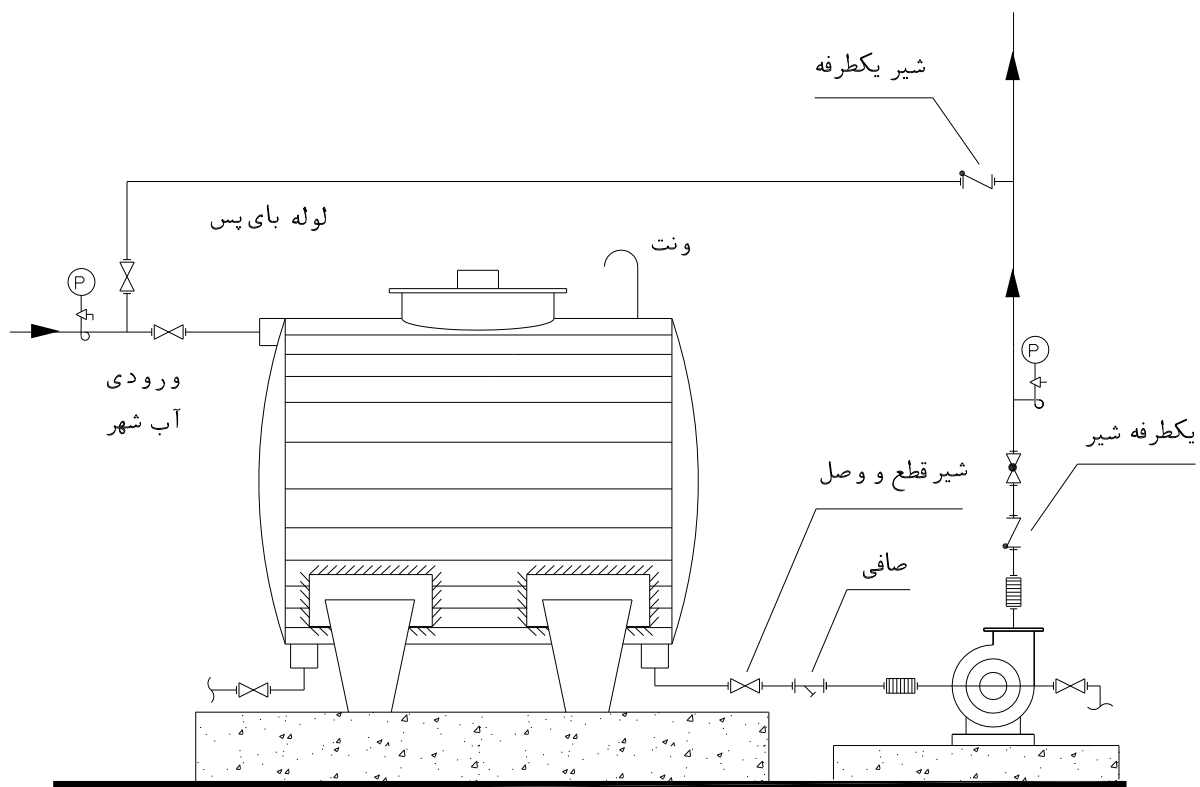 شیر یکطرفه
لوله بای پس
ونت
P
ورودی
آب شهر
P
یکطرفه شیر
شیر قطع و وصل
صافی